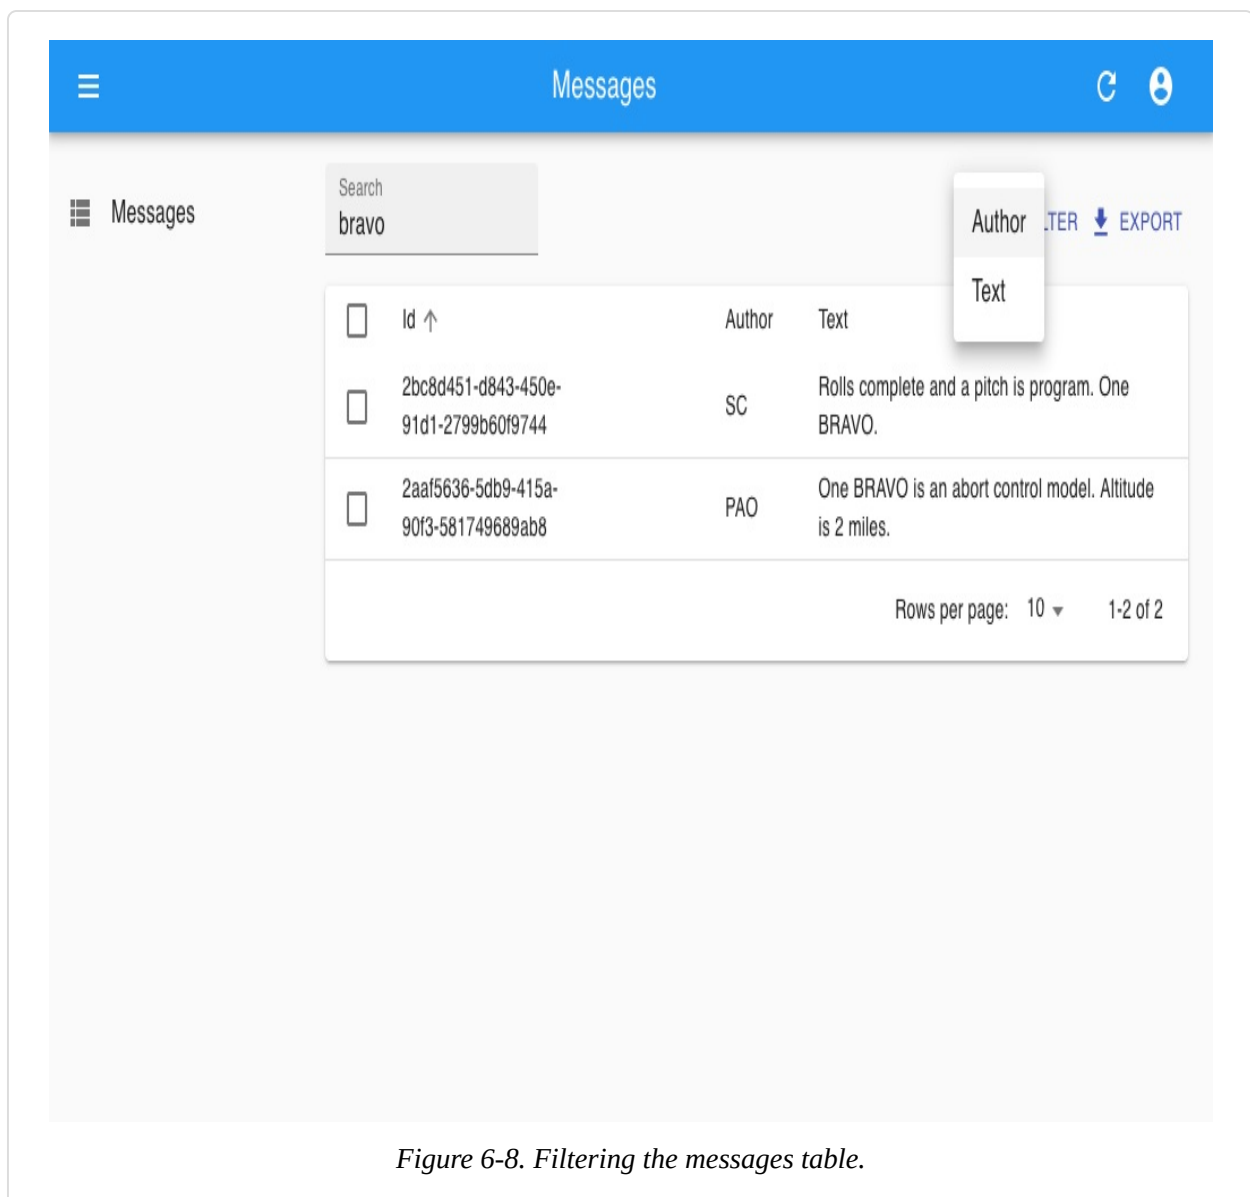 Messages
Messages
Search
bravo
Author
Text
LTER
EXPORT
Id Author Text
2bc8d451-d843-450e-
91d1-2799b60f9744
SC
Rolls complete and a pitch is program. One
BRAVO.
2aaf5636-5db9-415a-
90f3-581749689ab8
PAO
One BRAVO is an abort control model. Altitude
is 2 miles.
Rows per page: 10 1-2 of 2
Figure 6-8. Filtering the messages table.